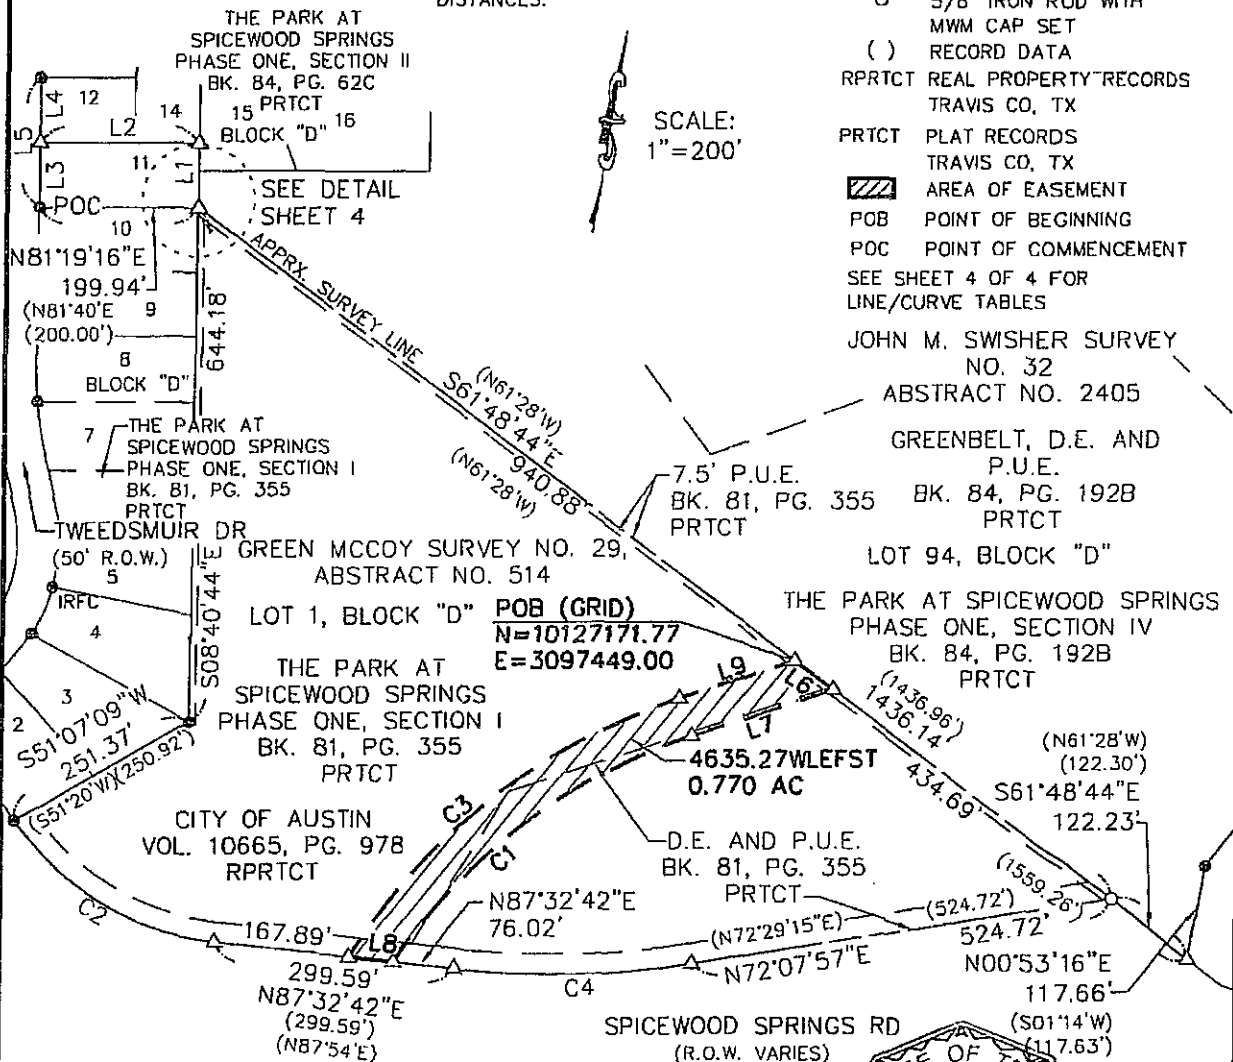 DISTANCES.
5/8" IRON ROD WITH
MWM CAP SET
( ) RECORD DATA
RPRTCT REAL PROPERTY RECORDS
TRAVIS CO, TX
PRTCT PLAT RECORDS
TRAVIS CO, TX
AREA OF EASEMENT
POB POINT OF BEGINNING
POC POINT OF COMMENCEMENT
SEE SHEET 4 OF 4 FOR
LINE/CURVE TABLES
THE PARK AT
SPICEWOOD SPRINGS
PHASE ONE, SECTION II
BK. 84, PG. 62C
PRTCT
BLOCK "D"
SCALE:
1"=200'
12
14
15
16
L4
L5
L2
L3
11
L1
POC
10
SEE DETAIL
SHEET 4
N81°19'16"E
199.94'
(N81°40'E
(200.00')
9
8
BLOCK "D"
7
644.18'
S08°40'44"E
APPRX. SURVEY LINE
(N61°28'W)
S61°48'44"E
940.88'
(N61°28'W)
JOHN M. SWISHER SURVEY
NO. 32
ABSTRACT NO. 2405
THE PARK AT
SPICEWOOD SPRINGS
PHASE ONE, SECTION I
BK. 81, PG. 355
PRTCT
7.5' P.U.E.
BK. 81, PG. 355
PRTCT
GREENBELT, D.E. AND
P.U.E.
BK. 84, PG. 192B
PRTCT
LOT 94, BLOCK "D"
TWEEDSMUIR DR
(50' R.O.W.)
5
IRFC
4
3
2
GREEN MCCOY SURVEY NO. 29,
ABSTRACT NO. 514
LOT 1, BLOCK "D"
POB (GRID)
N=10127171.77
E=3097449.00
THE PARK AT SPICEWOOD SPRINGS
PHASE ONE, SECTION IV
BK. 84, PG. 192B
PRTCT
THE PARK AT
SPICEWOOD SPRINGS
PHASE ONE, SECTION I
BK. 81, PG. 355
PRTCT
S51°07'09"W
251.37'
(S51°20'W)(250.92')
L9
L6
L7
(1436.96')
1436.14'
434.69'
(1559.26')
4635.27WLEFST
0.770 AC
(N61°28'W)
(122.30')
S61°48'44"E
122.23'
CITY OF AUSTIN
VOL. 10665, PG. 978
RPRTCT
C3
C1
D.E. AND P.U.E.
BK. 81, PG. 355
PRTCT
C2
167.89'
L8
N87°32'42"E
76.02'
299.59'
N87°32'42"E
(299.59')
(N87°54'E)
C4
(N72°29'15"E)
(524.72')
524.72'
N72°07'57"E
N00°53'16"E
117.66'
(S01°14'W)
(117.63')
SPICEWOOD SPRINGS RD
(R.O.W. VARIES)
OF